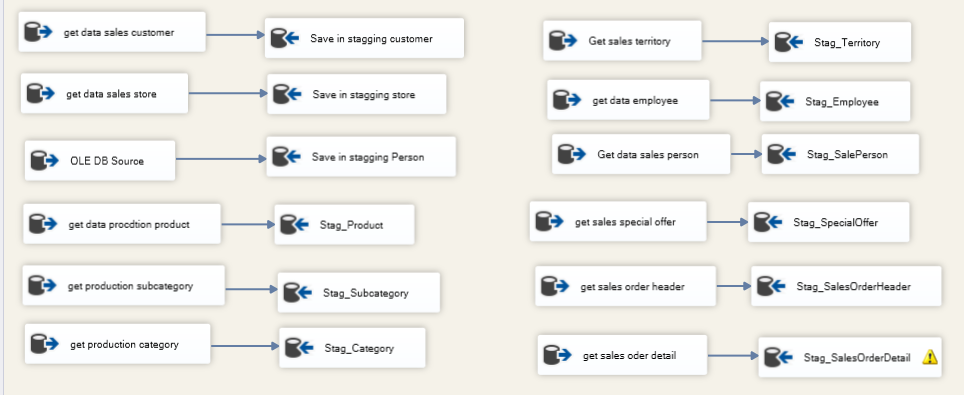 get data sales customer
Save in stagging customer
get data sales store
Save in stagging store
OLE DB Source
Save in stagging Person
get data procdtion product
Stag_Product
get production subcategory
Stag_Subcategory
get production category
Stag_Category
Get sales territory
Stag_Territory
get data employee
Stag_Employee
Get data sales person
Stag_SalePerson
get sales special offer
Stag_SpecialOffer
get sales order header
Stag_SalesOrderHeader
get sales oder detail
Stag_SalesOrderDetail